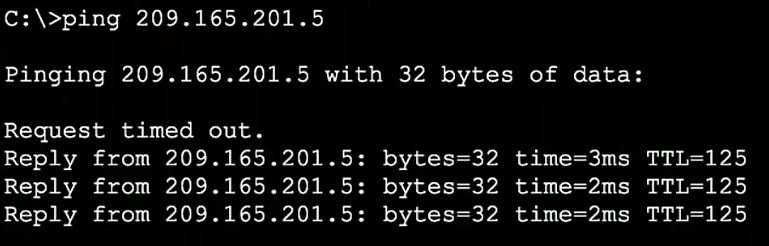 C:\>ping 209.165.201.5
Pinging 209.165.201.5 with 32 bytes of data:
Request timed out.
Reply from 209.165.201.5: bytes=32 time=3ms TTL=125
Reply from 209.165.201.5: bytes=32 time=2ms TTL=125
Reply from 209.165.201.5: bytes=32 time=2ms TTL=125